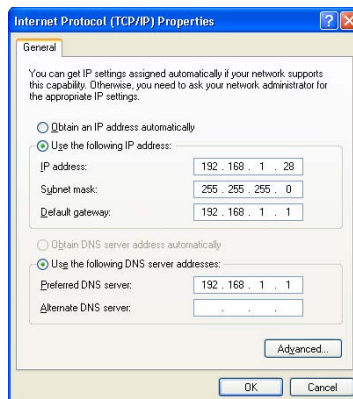 Internet Protocol (TCP/IP) Properties
General
You can get IP settings assigned automatically if your network supports
this capability. Otherwise, you need to ask your network administrator for
the appropriate IP settings.
Obtain an IP address automatically
Use the following IP address:
IP address: 192 . 168 . 1 . 28
Subnet mask: 255 . 255 . 255 . 0
Default gateway: 192 . 168 . 1 . 1
Obtain DNS server address automatically
Use the following DNS server addresses:
Preferred DNS server: 192 . 168 . 1 . 1
Alternate DNS server: . . .
Advanced...
OK Cancel